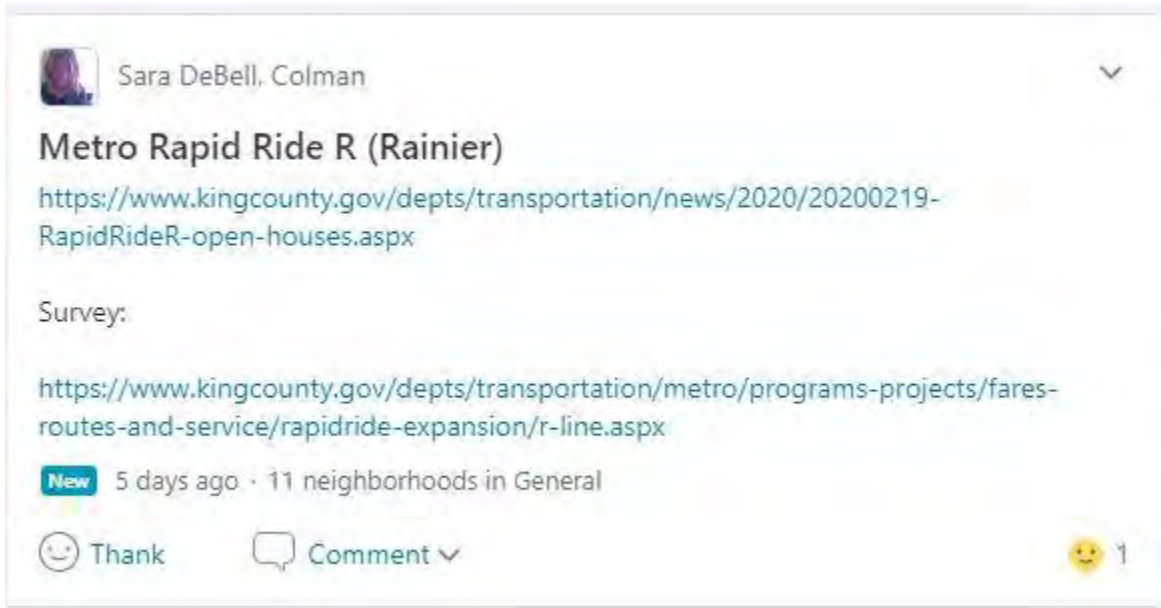 Sara DeBell, Colman
Metro Rapid Ride R (Rainier)
https://www.kingcounty.gov/depts/transportation/news/2020/20200219-
RapidRideR-open-houses.aspx
Survey:
https://www.kingcounty.gov/depts/transportation/metro/programs-projects/fares-
routes-and-service/rapidride-expansion/r-line.aspx
New 5 days ago · 11 neighborhoods in General
Thank Comment 1